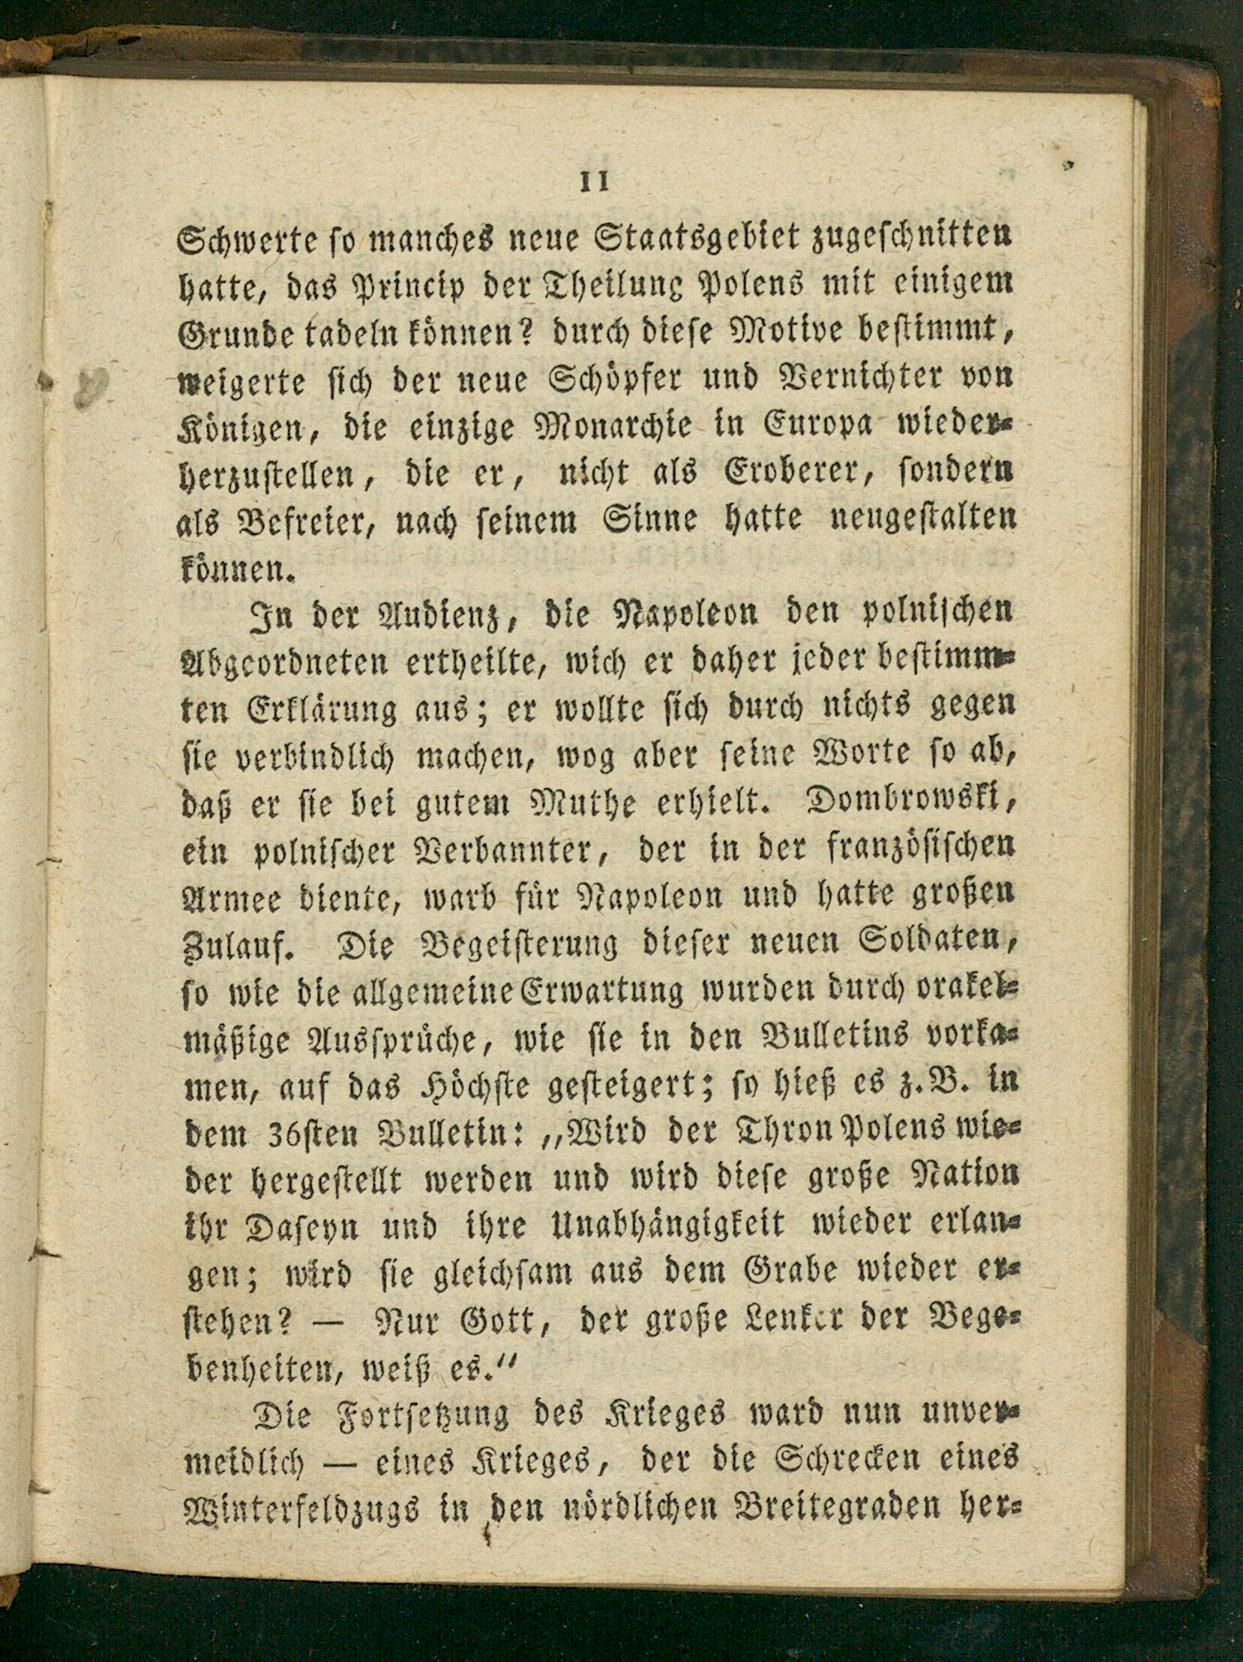 11
Schwerte so manches neue Staatsgebiet zugeschnitten
hatte, das Princip der Theilung Polens mit einigem
Grunde tadeln können? durch diese Motive bestimmt,
weigerte sich der neue Schöpfer und Vernichter von
Königen, die einzige Monarchie in Europa wieder-
herzustellen, die er, nicht als Eroberer, sondern
als Befreier, nach seinem Sinne hatte neugestalten
können.
In der Audienz, die Napoleon den polnischen
Abgeordneten ertheilte, wich er daher jeder bestimm-
ten Erklärung aus; er wollte sich durch nichts gegen
sie verbindlich machen, wog aber seine Worte so ab,
daß er sie bei gutem Muthe erhielt. Dombrowski,
ein polnischer Verbannter, der in der französischen
Armee diente, warb für Napoleon und hatte großen
Zulauf. Die Begeisterung dieser neuen Soldaten,
so wie die allgemeine Erwartung wurden durch orakel-
mäßige Aussprüche, wie sie in den Bulletins vorka-
men, auf das Höchste gesteigert; so hieß es z. B. in
dem 36sten Bulletin: „Wird der Thron Polens wie-
der hergestellt werden und wird diese große Nation
ihr Daseyn und ihre Unabhängigkeit wieder erlan-
gen; wird sie gleichsam aus dem Grabe wieder er-
stehen? — Nur Gott, der große Lenker der Bege-
benheiten, weiß es.“
Die Fortsetzung des Krieges ward nun unver-
meidlich — eines Krieges, der die Schrecken eines
Winterfeldzugs in den nördlichen Breitegraden her-